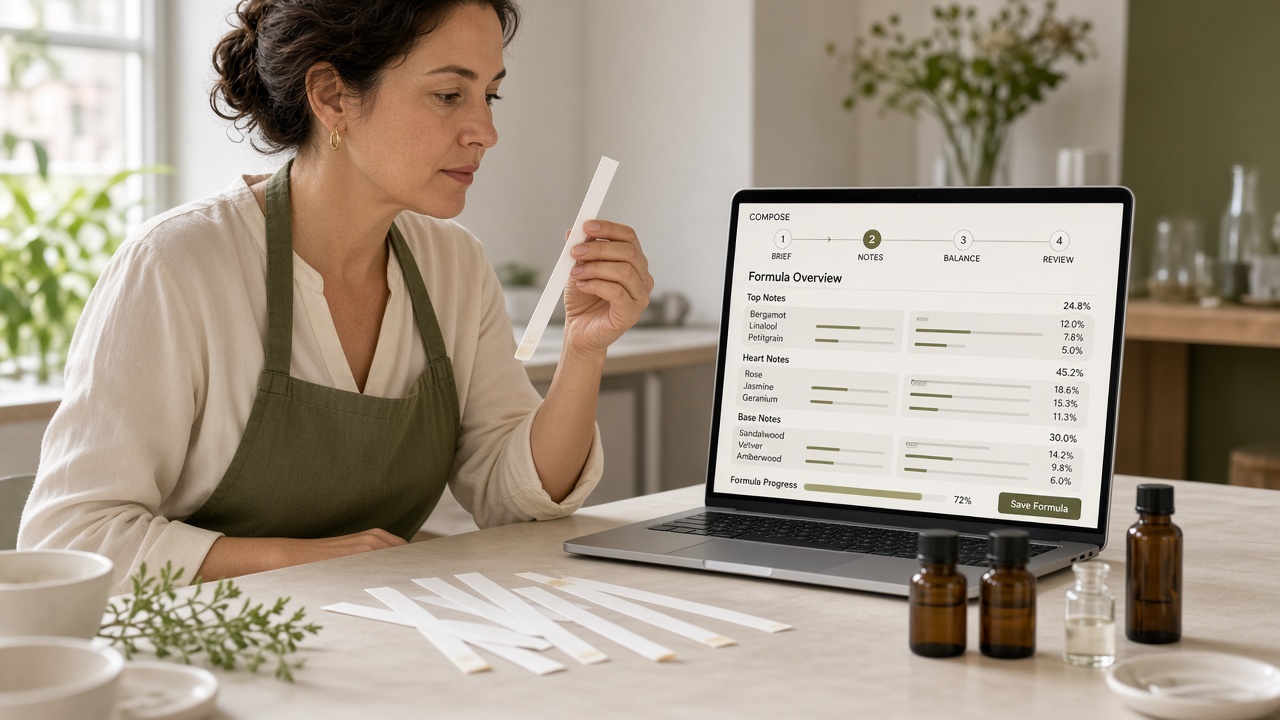 COMPOSE
1 2 3 4
BRIEF NOTES BALANCE REVIEW
Formula Overview
Top Notes 24.8%
Bergamot 12.0%
Linalool 7.8%
Petitgrain 5.0%
Heart Notes 45.2%
Rose 18.6%
Jasmine 15.3%
Geranium 11.3%
Base Notes 30.0%
Sandalwood 14.2%
Vetiver 9.8%
Amberwood 6.0%
Formula Progress 72% Save Formula